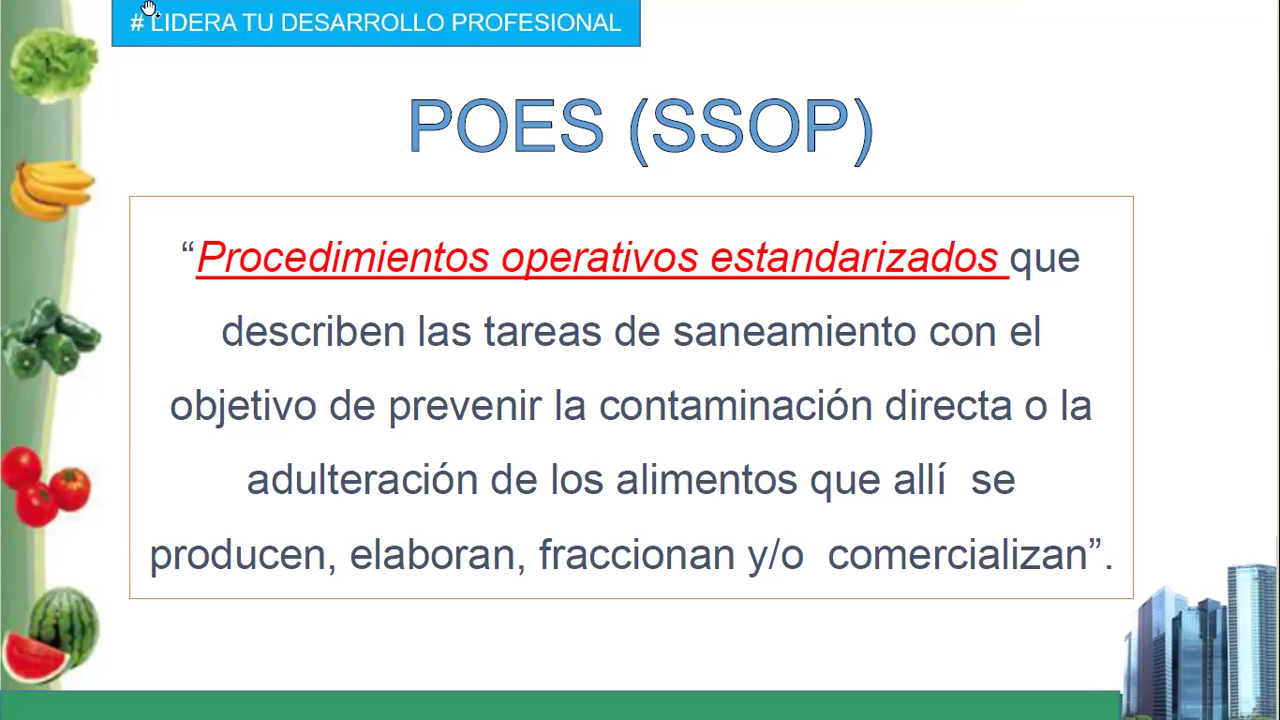 # LIDERA TU DESARROLLO PROFESIONAL
POES (SSOP)
“Procedimientos operativos estandarizados que
describen las tareas de saneamiento con el
objetivo de prevenir la contaminación directa o la
adulteración de los alimentos que allí  se
producen, elaboran, fraccionan y/o  comercializan”.